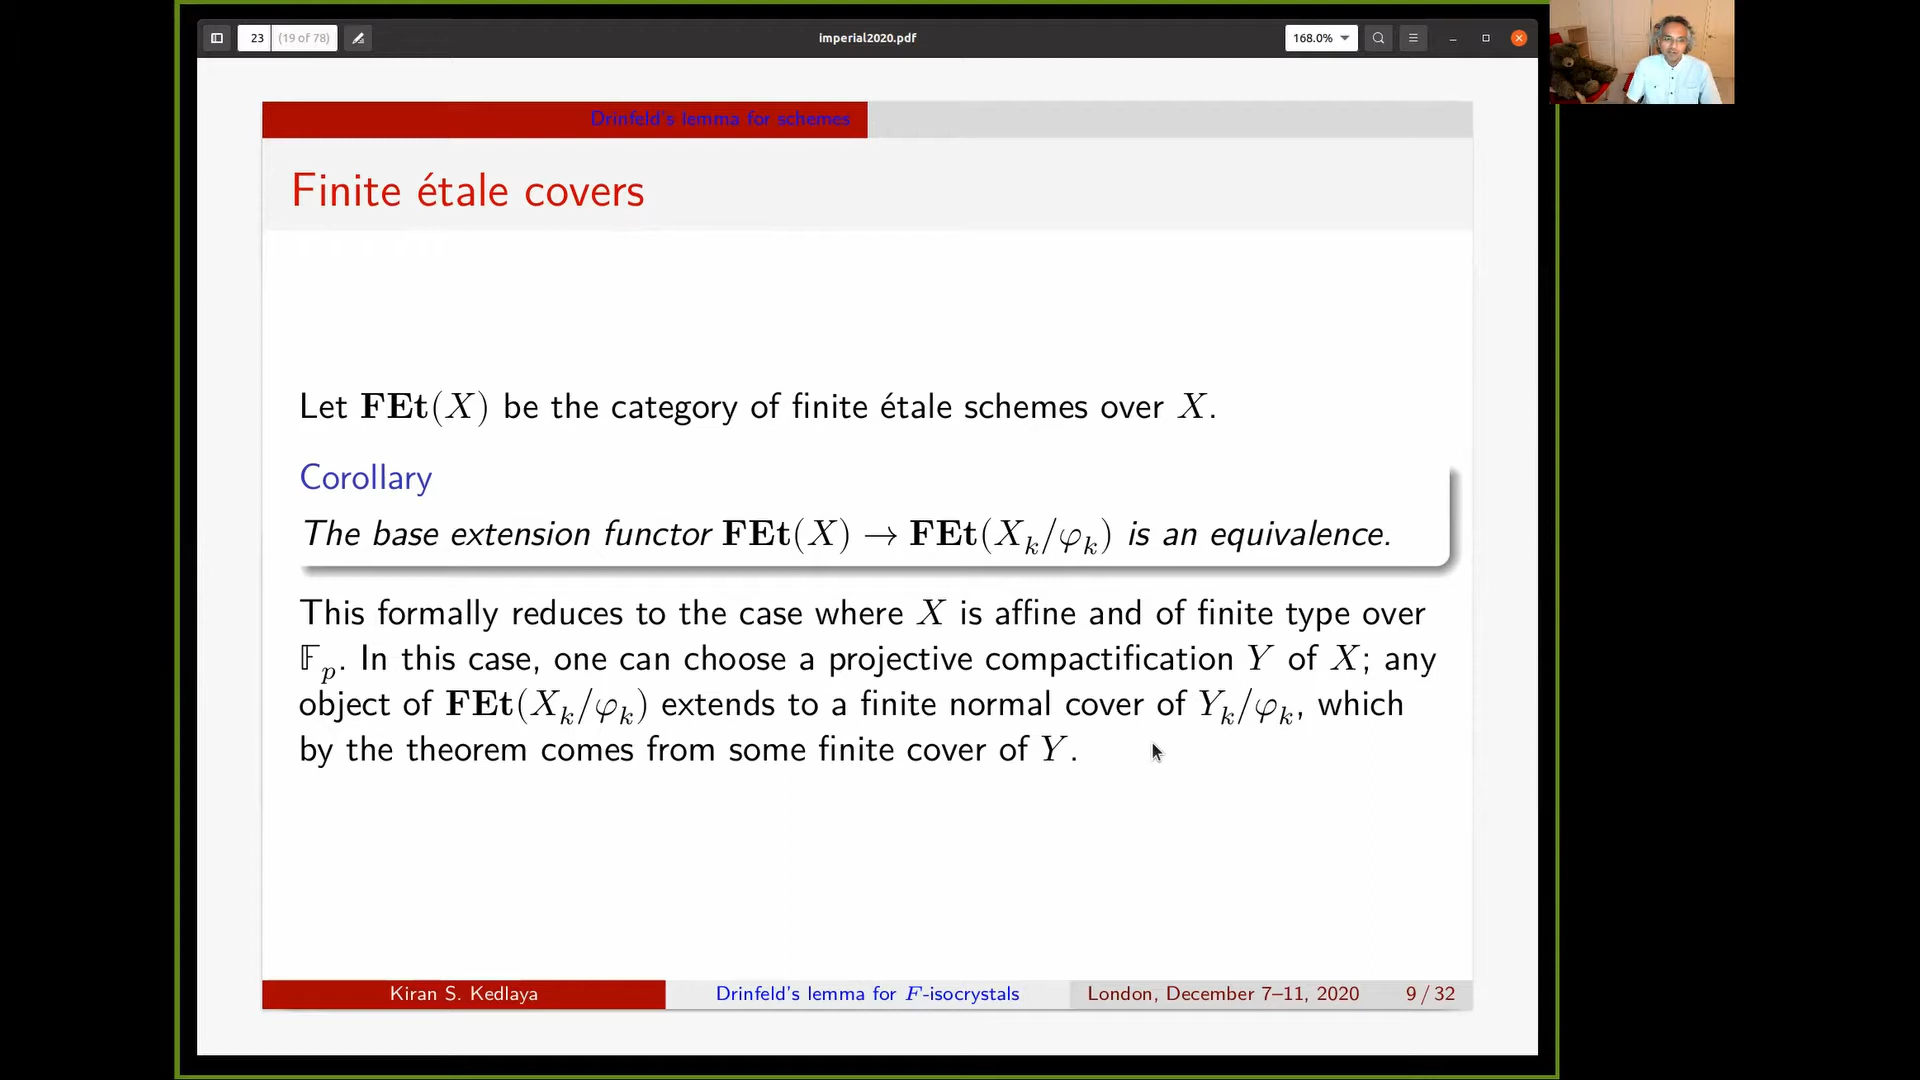 23 (19 of 78) imperial2020.pdf 168.0%
Drinfeld's lemma for schemes
Finite étale covers
Let FEt(X) be the category of finite étale schemes over X.
Corollary
The base extension functor FEt(X) → FEt(X_k/φ_k) is an equivalence.
This formally reduces to the case where X is affine and of finite type over
𝔽_p. In this case, one can choose a projective compactification Y of X; any
object of FEt(X_k/φ_k) extends to a finite normal cover of Y_k/φ_k, which
by the theorem comes from some finite cover of Y.
Kiran S. Kedlaya Drinfeld's lemma for F-isocrystals London, December 7–11, 2020 9 / 32